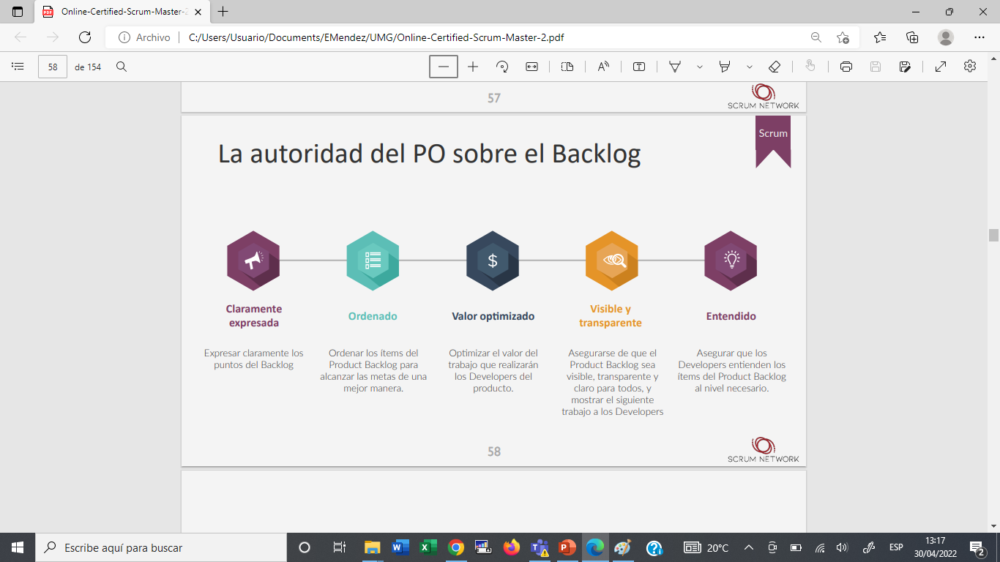 Online-Certified-Scrum-Master-2
Archivo
C:/Users/Usuario/Documents/EMendez/UMG/Online-Certified-Scrum-Master-2.pdf
58
de 154
57
SCRUM NETWORK
Scrum
La autoridad del PO sobre el Backlog
$
Claramente
expresada
Ordenado
Valor optimizado
Visible y
transparente
Entendido
Expresar claramente los
puntos del Backlog
Ordenar los ítems del
Product Backlog para
alcanzar las metas de una
mejor manera.
Optimizar el valor del
trabajo que realizarán
los Developers del
producto.
Asegurarse de que el
Product Backlog sea
visible, transparente y
claro para todos, y
mostrar el siguiente
trabajo a los Developers
Asegurar que los
Developers entienden los
ítems del Product Backlog
al nivel necesario.
58
SCRUM NETWORK
Escribe aquí para buscar
20°C
ESP
13:17
30/04/2022
2